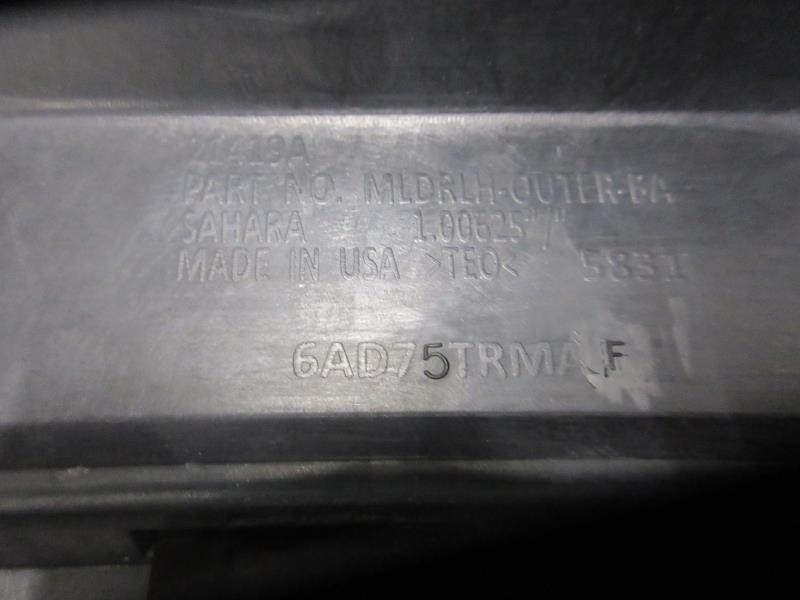 21419A
PART NO. MLDRLH-OUTER-BA
SAHARA 1.00625"/"
MADE IN USA >TEO< 5831
6AD75TRMA F